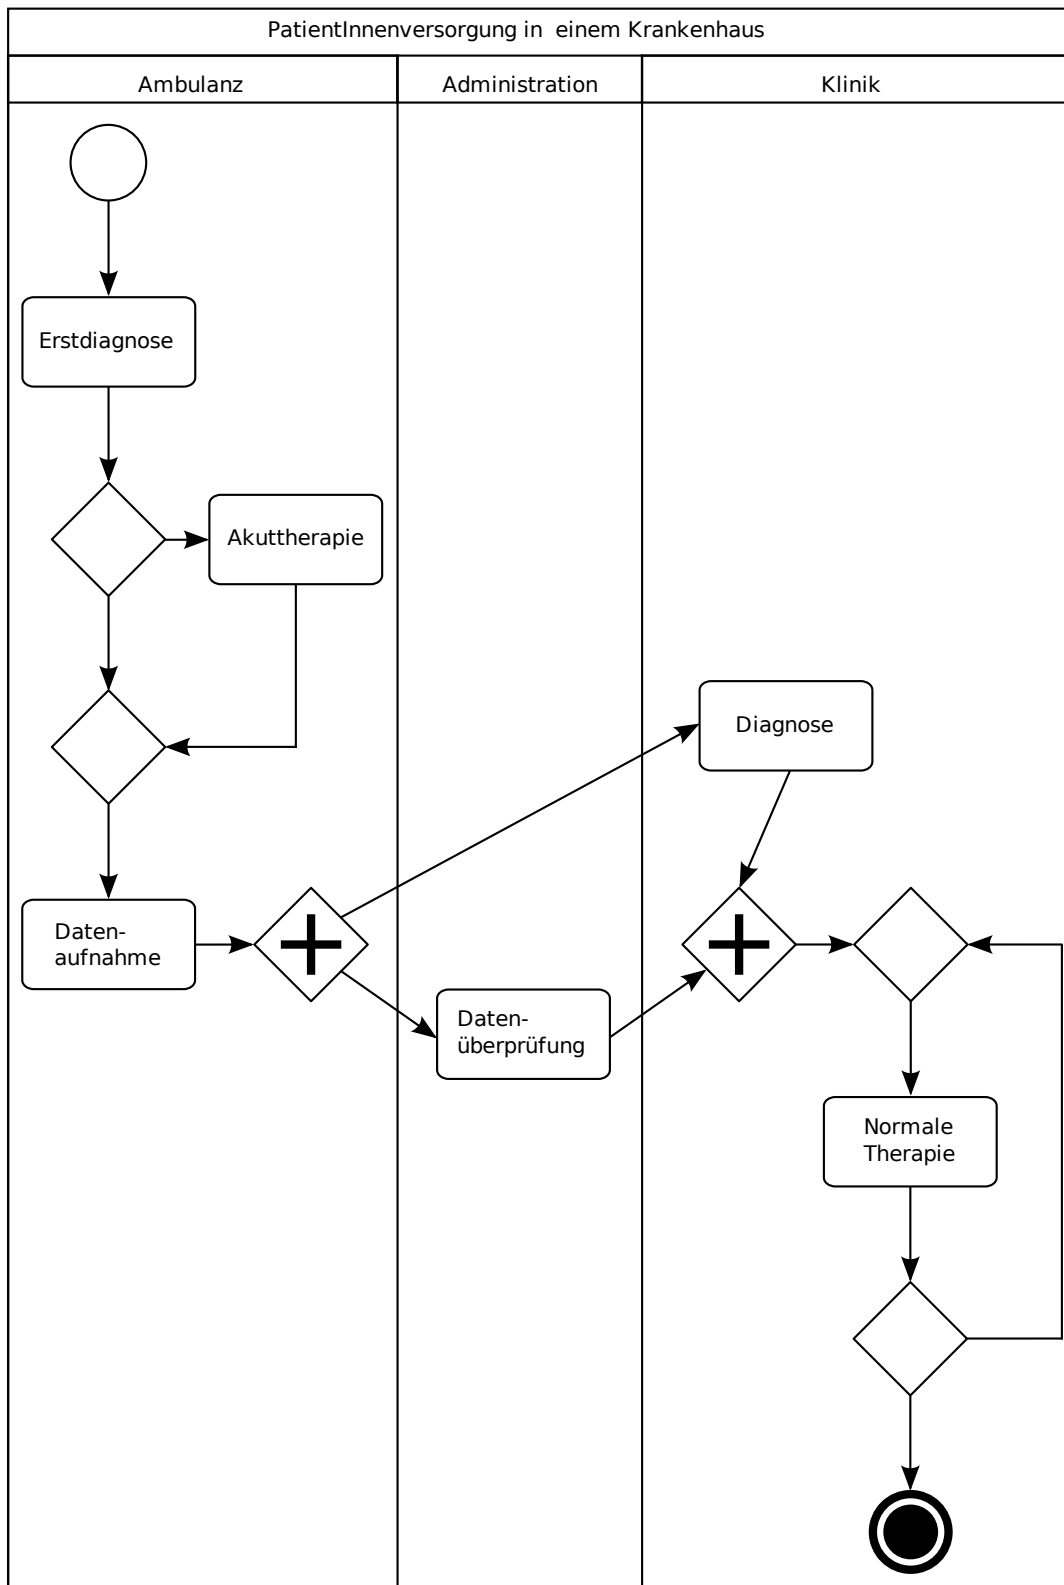 PatientInnenversorgung in einem Krankenhaus
Ambulanz
Administration
Klinik
Erstdiagnose
Akuttherapie
Diagnose
Daten-
aufnahme
Daten-
überprüfung
Normale
Therapie